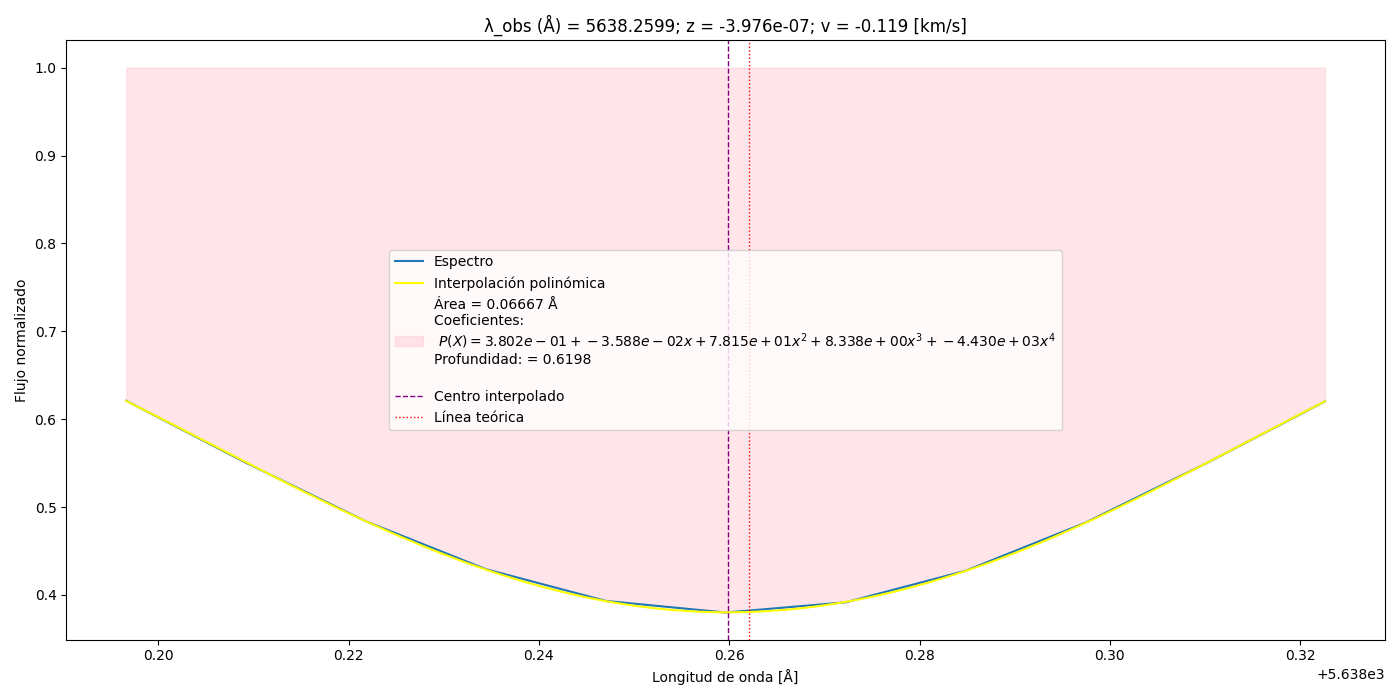 λ_obs (Å) = 5638.2599; z = -3.976e-07; v = -0.119 [km/s]
Flujo normalizado
1.0
0.9
0.8
0.7
0.6
0.5
0.4
Espectro
Interpolación polinómica
Área = 0.06667 Å
Coeficientes:
P(X) = 3.802e − 01 + −3.588e − 02x + 7.815e + 01x² + 8.338e + 00x³ + −4.430e + 03x⁴
Profundidad: = 0.6198
Centro interpolado
Línea teórica
0.20 0.22 0.24 0.26 0.28 0.30 0.32
+5.638e3
Longitud de onda [Å]